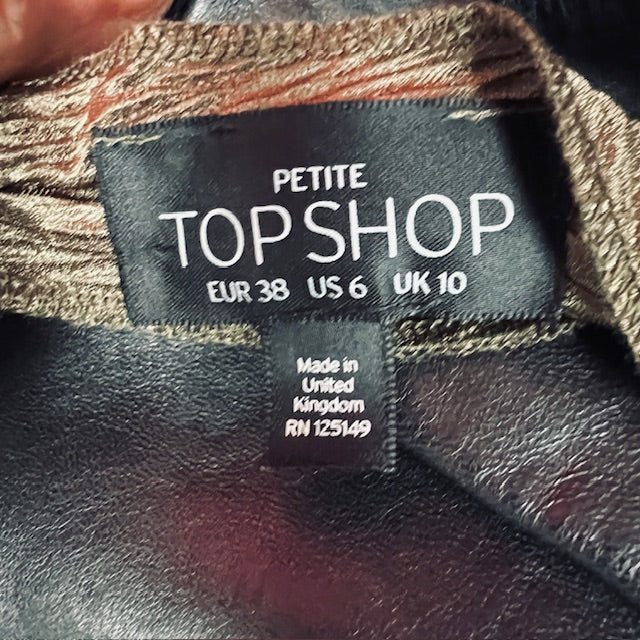 PETITE
TOPSHOP
EUR 38 US 6 UK 10
Made in
United
Kingdom
RN 125149